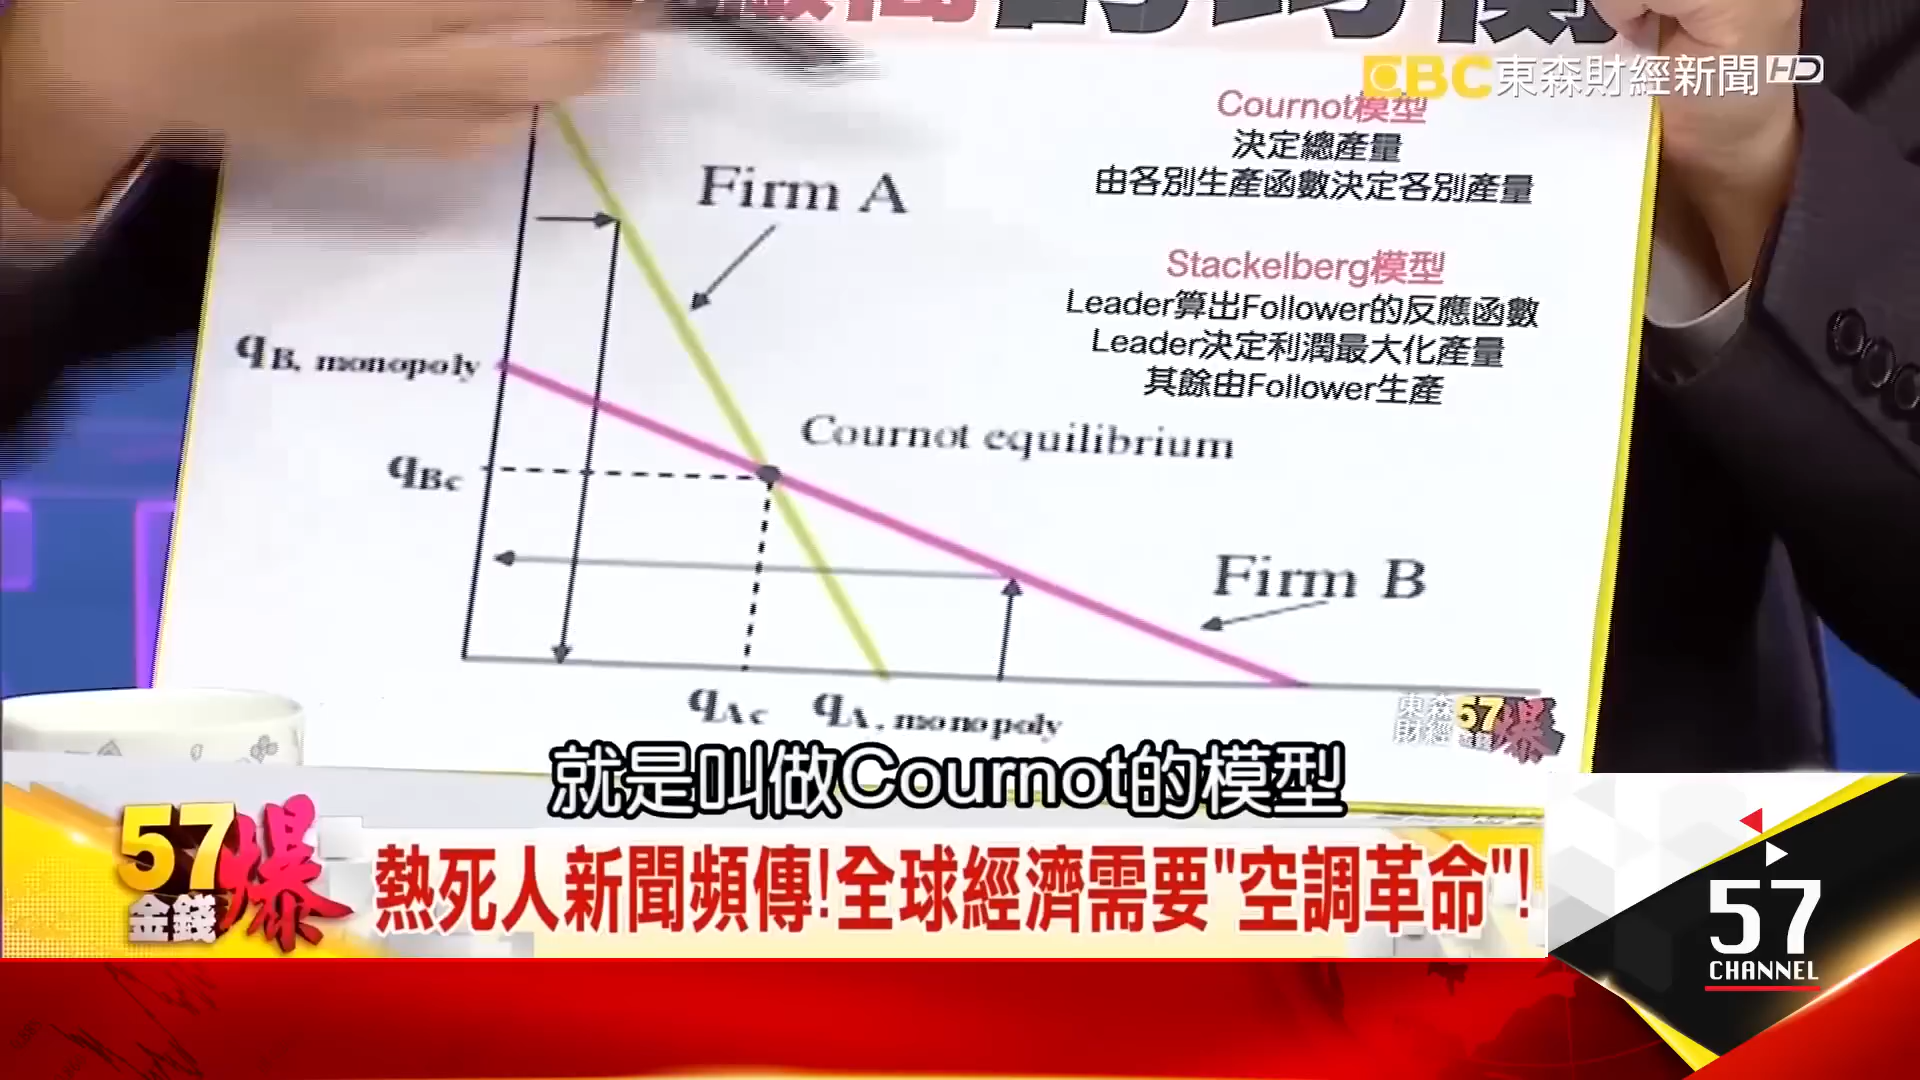 的均衡
EBC東森財經新聞HD
Cournot模型
決定總產量
由各別生產函數決定各別產量
Stackelberg模型
Leader算出Follower的反應函數
Leader決定利潤最大化產量
其餘由Follower生產
Firm A
qB, monopoly
Cournot equilibrium
qBc
Firm B
qAc
qA, monopoly
東森財經
57
爆
就是叫做Cournot的模型
57
金錢
爆
熱死人新聞頻傳!全球經濟需要"空調革命"!
57
CHANNEL